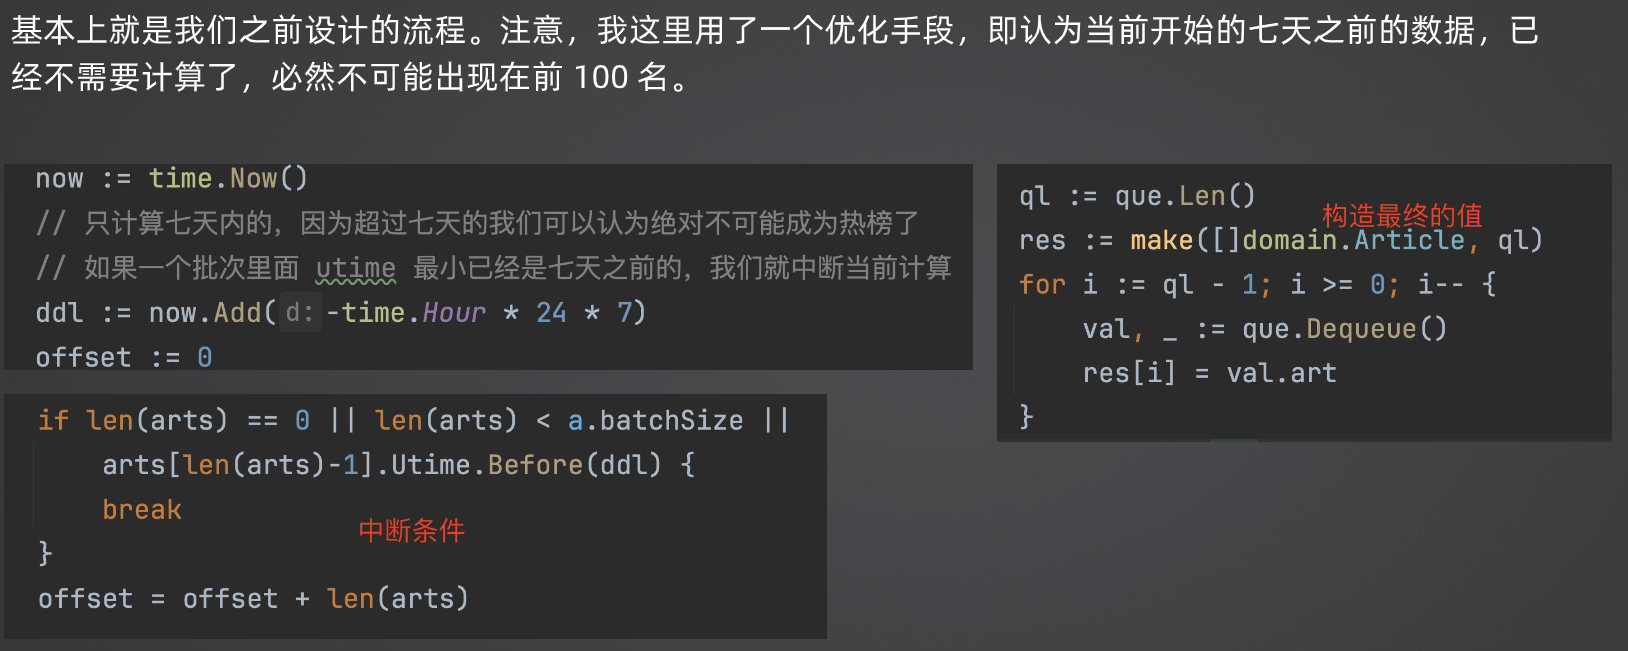 基本上就是我们之前设计的流程。注意，我这里用了一个优化手段，即认为当前开始的七天之前的数据，已
经不需要计算了，必然不可能出现在前 100 名。
now := time.Now()
// 只计算七天内的，因为超过七天的我们可以认为绝对不可能成为热榜了
// 如果一个批次里面 utime 最小已经是七天之前的，我们就中断当前计算
ddl := now.Add( d: -time.Hour * 24 * 7)
offset := 0
if len(arts) == 0 || len(arts) < a.batchSize ||
    arts[len(arts)-1].Utime.Before(ddl) {
    break
中断条件
}
offset = offset + len(arts)
ql := que.Len()
构造最终的值
res := make([]domain.Article, ql)
for i := ql - 1; i >= 0; i-- {
    val, _ := que.Dequeue()
    res[i] = val.art
}